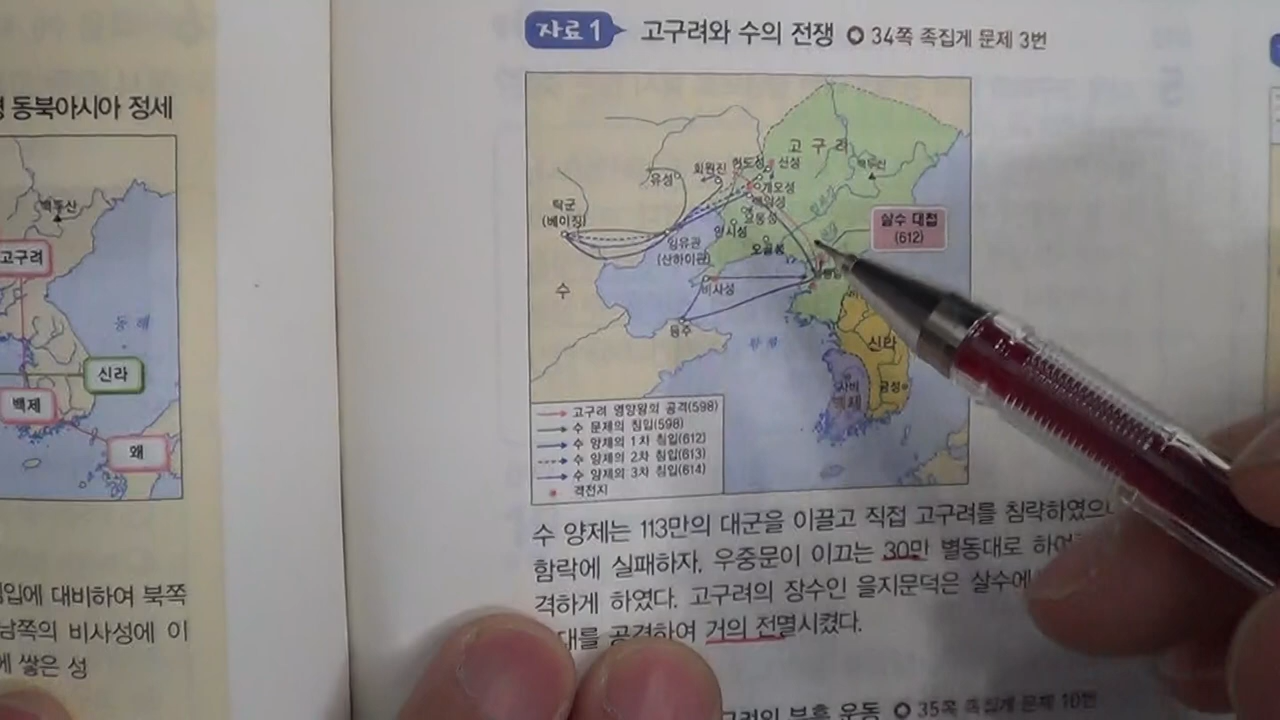 동북아시아 정세
백두산
고구려
동해
신라
백제
왜
입에 대비하여 북쪽
남쪽의 비사성에 이
에 쌓은 성
자료 1 고구려와 수의 전쟁 34쪽 족집게 문제 3번
고구려
백두산
신성
현도성
회원진
유성
개모성
요동성
안시성
오골성
탁군
(베이징)
임유관
(산하이관)
살수 대첩
(612)
비사성
등주
수
황해
신라
금성
사비
백제
고구려 영양왕의 공격(598)
수 문제의 침입(598)
수 양제의 1차 침입(612)
수 양제의 2차 침입(613)
수 양제의 3차 침입(614)
격전지
수 양제는 113만의 대군을 이끌고 직접 고구려를 침략하였으나
함락에 실패하자, 우중문이 이끄는 30만 별동대로 하여
격하게 하였다. 고구려의 장수인 을지문덕은 살수에
대를 공격하여 거의 전멸시켰다.
부흥 운동 35쪽 족집게 문제 10번